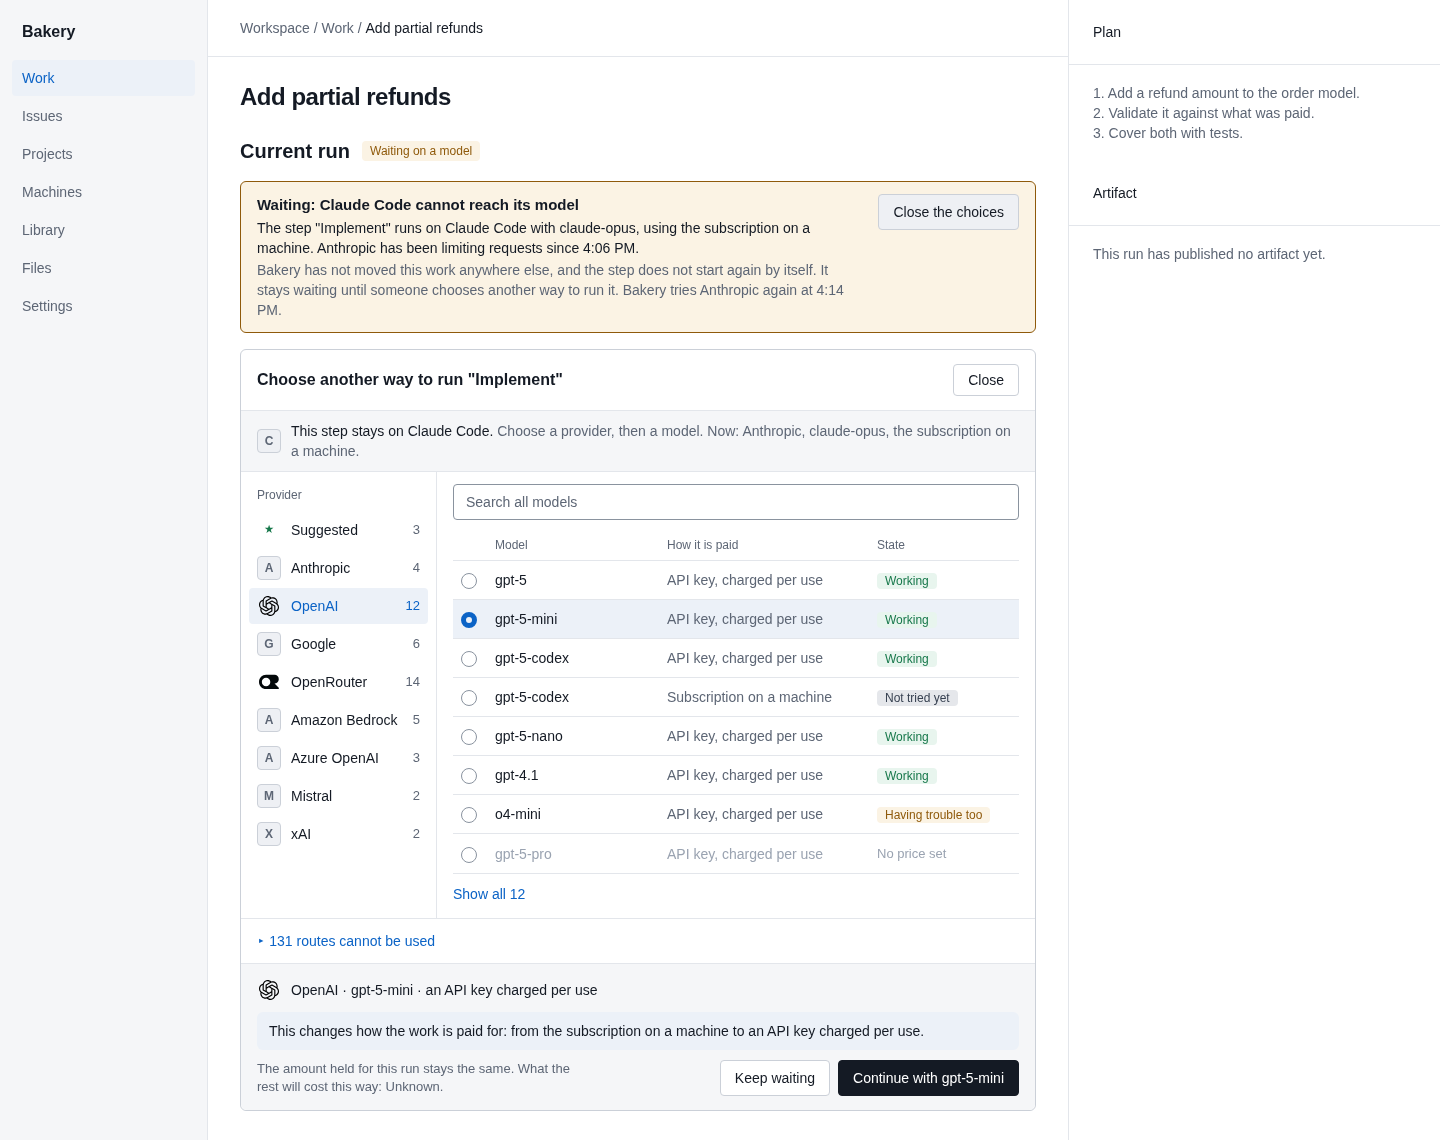 Bakery
Work
Issues
Projects
Machines
Library
Files
Settings
Workspace / Work / Add partial refunds
Add partial refunds
Current run
Waiting on a model
Waiting: Claude Code cannot reach its model
Close the choices
The step "Implement" runs on Claude Code with claude-opus, using the subscription on a
machine. Anthropic has been limiting requests since 4:06 PM.
Bakery has not moved this work anywhere else, and the step does not start again by itself. It
stays waiting until someone chooses another way to run it. Bakery tries Anthropic again at 4:14
PM.
Choose another way to run "Implement"
Close
C
This step stays on Claude Code. Choose a provider, then a model. Now: Anthropic, claude-opus, the subscription on
a machine.
Provider
Suggested 3
A Anthropic 4
OpenAI 12
G Google 6
OpenRouter 14
A Amazon Bedrock 5
A Azure OpenAI 3
M Mistral 2
X xAI 2
Search all models
Model How it is paid State
gpt-5 API key, charged per use Working
gpt-5-mini API key, charged per use Working
gpt-5-codex API key, charged per use Working
gpt-5-codex Subscription on a machine Not tried yet
gpt-5-nano API key, charged per use Working
gpt-4.1 API key, charged per use Working
o4-mini API key, charged per use Having trouble too
gpt-5-pro API key, charged per use No price set
Show all 12
131 routes cannot be used
OpenAI · gpt-5-mini · an API key charged per use
This changes how the work is paid for: from the subscription on a machine to an API key charged per use.
The amount held for this run stays the same. What the
rest will cost this way: Unknown.
Keep waiting
Continue with gpt-5-mini
Plan
1. Add a refund amount to the order model.
2. Validate it against what was paid.
3. Cover both with tests.
Artifact
This run has published no artifact yet.